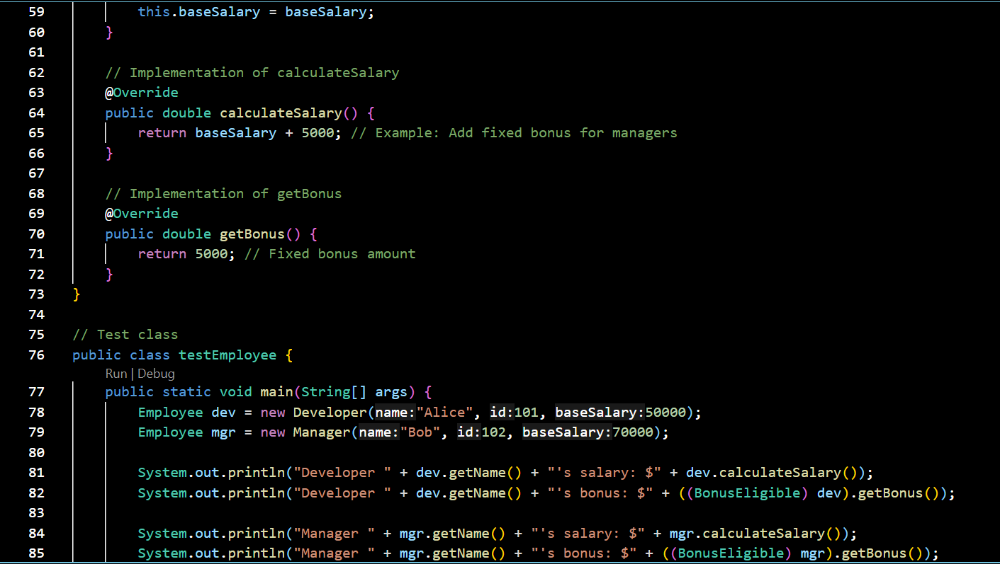 59 this.baseSalary = baseSalary;
60 }
61
62 // Implementation of calculateSalary
63 @Override
64 public double calculateSalary() {
65 return baseSalary + 5000; // Example: Add fixed bonus for managers
66 }
67
68 // Implementation of getBonus
69 @Override
70 public double getBonus() {
71 return 5000; // Fixed bonus amount
72 }
73 }
74
75 // Test class
76 public class testEmployee {
Run | Debug
77 public static void main(String[] args) {
78 Employee dev = new Developer(name:"Alice", id:101, baseSalary:50000);
79 Employee mgr = new Manager(name:"Bob", id:102, baseSalary:70000);
80
81 System.out.println("Developer " + dev.getName() + "'s salary: $" + dev.calculateSalary());
82 System.out.println("Developer " + dev.getName() + "'s bonus: $" + ((BonusEligible) dev).getBonus());
83
84 System.out.println("Manager " + mgr.getName() + "'s salary: $" + mgr.calculateSalary());
85 System.out.println("Manager " + mgr.getName() + "'s bonus: $" + ((BonusEligible) mgr).getBonus());